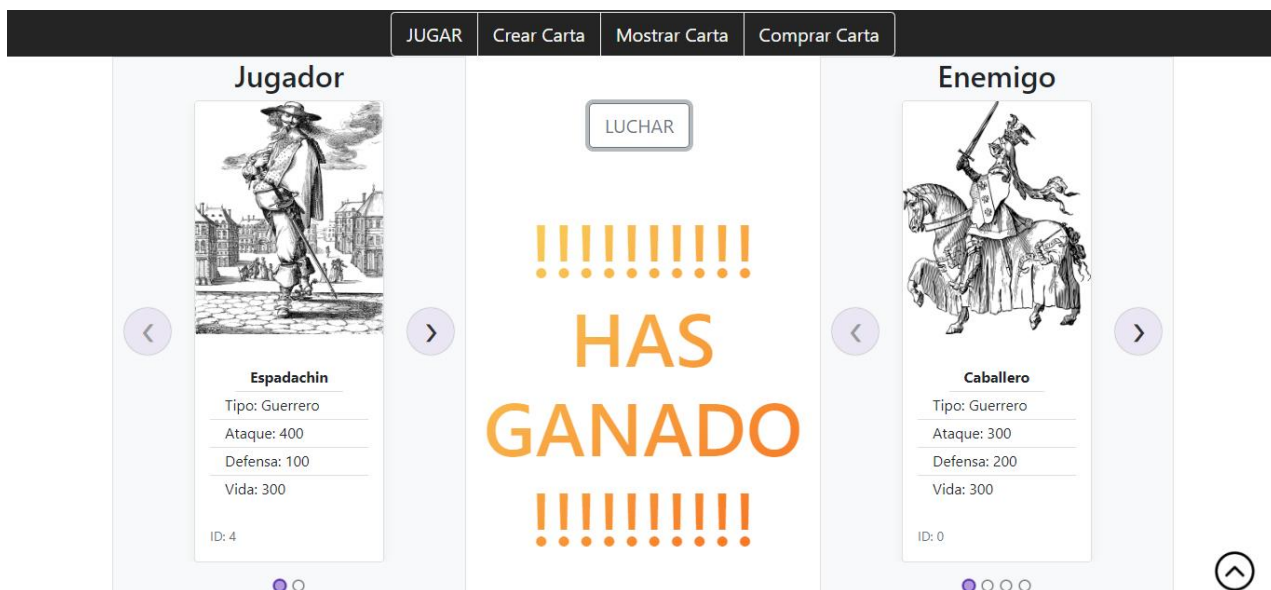 JUGAR Crear Carta Mostrar Carta Comprar Carta
Jugador
Espadachin
Tipo: Guerrero
Ataque: 400
Defensa: 100
Vida: 300
ID: 4
LUCHAR
!!!!!!!!!!
HAS
GANADO
!!!!!!!!!!
Enemigo
Caballero
Tipo: Guerrero
Ataque: 300
Defensa: 200
Vida: 300
ID: 0